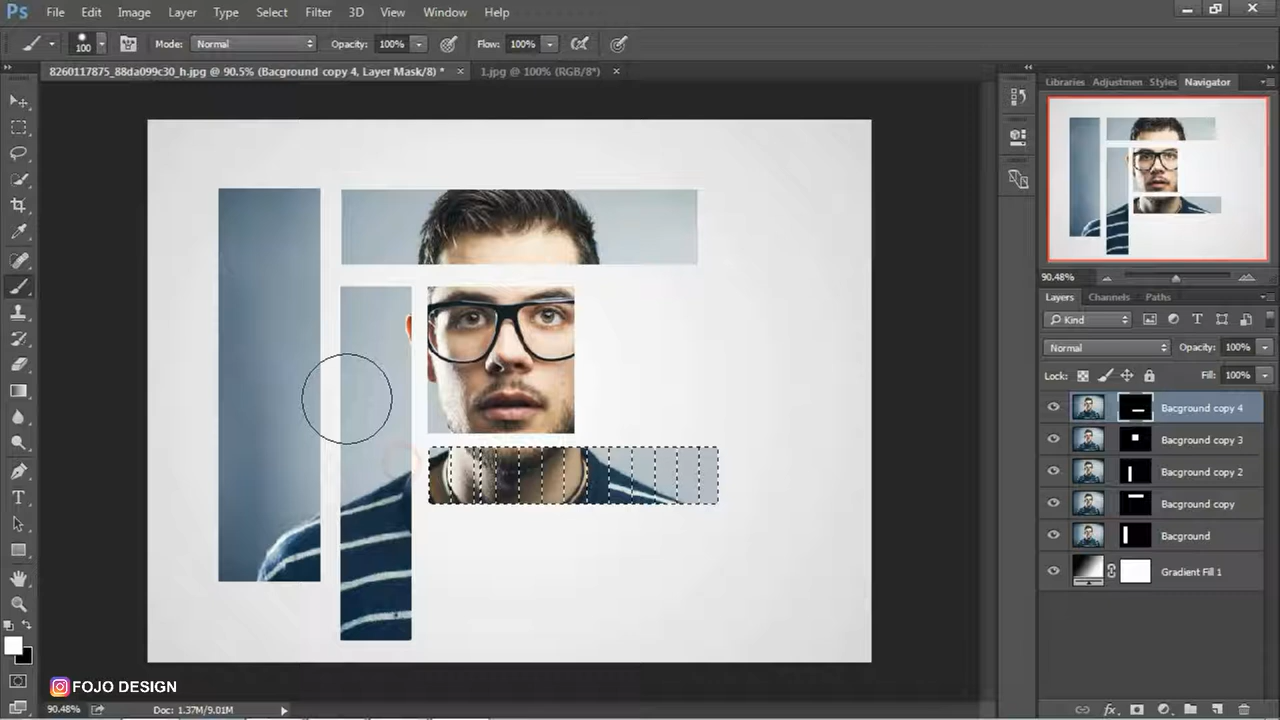 Ps File Edit Image Layer Type Select Filter 3D View Window Help
100 Mode: Normal Opacity: 100% Flow: 100%
8260117875_88da099c30_h.jpg @ 90.5% (Bacground copy 4, Layer Mask/8) * × 1.jpg @ 100% (RGB/8*) ×
Libraries Adjustmen Styles Navigator
90.48%
Layers Channels Paths
Kind
Normal Opacity: 100%
Lock: Fill: 100%
Bacground copy 4
Bacground copy 3
Bacground copy 2
Bacground copy
Bacground
Gradient Fill 1
FOJO DESIGN
90.48% Doc: 1.37M/9.01M